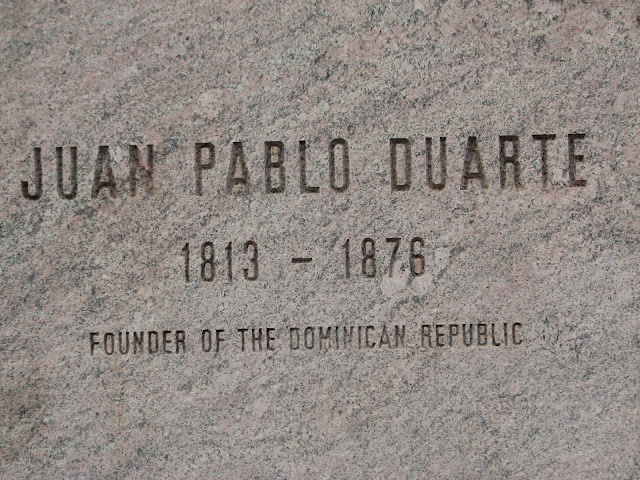 JUAN PABLO DUARTE
1813 - 1876
FOUNDER OF THE DOMINICAN REPUBLIC